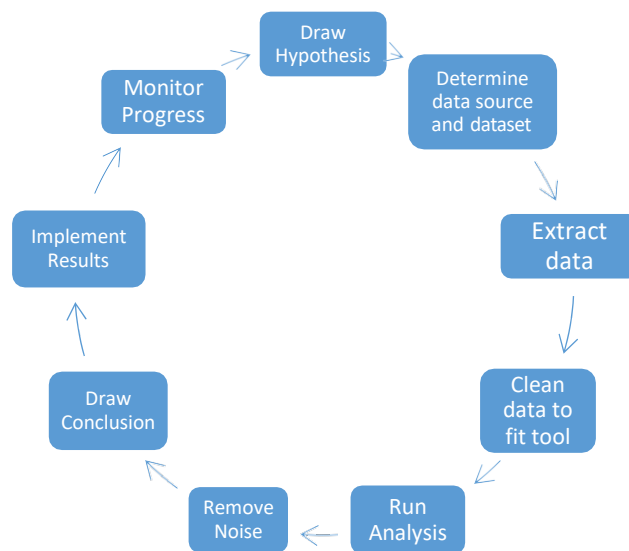 Draw
Hypothesis
Determine
data source
and dataset
Extract
data
Clean
data to
fit tool
Run
Analysis
Remove
Noise
Draw
Conclusion
Implement
Results
Monitor
Progress